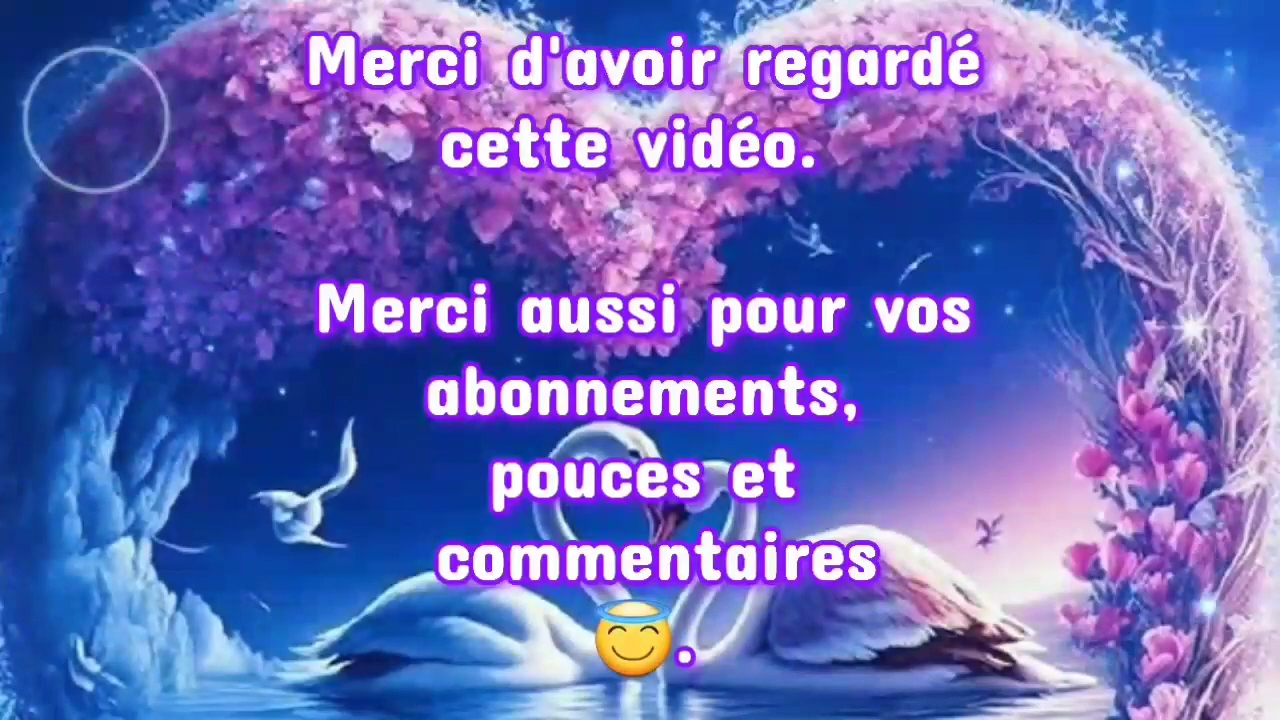 Merci d'avoir regardé
cette vidéo.
Merci aussi pour vos
abonnements,
pouces et
commentaires
😇.